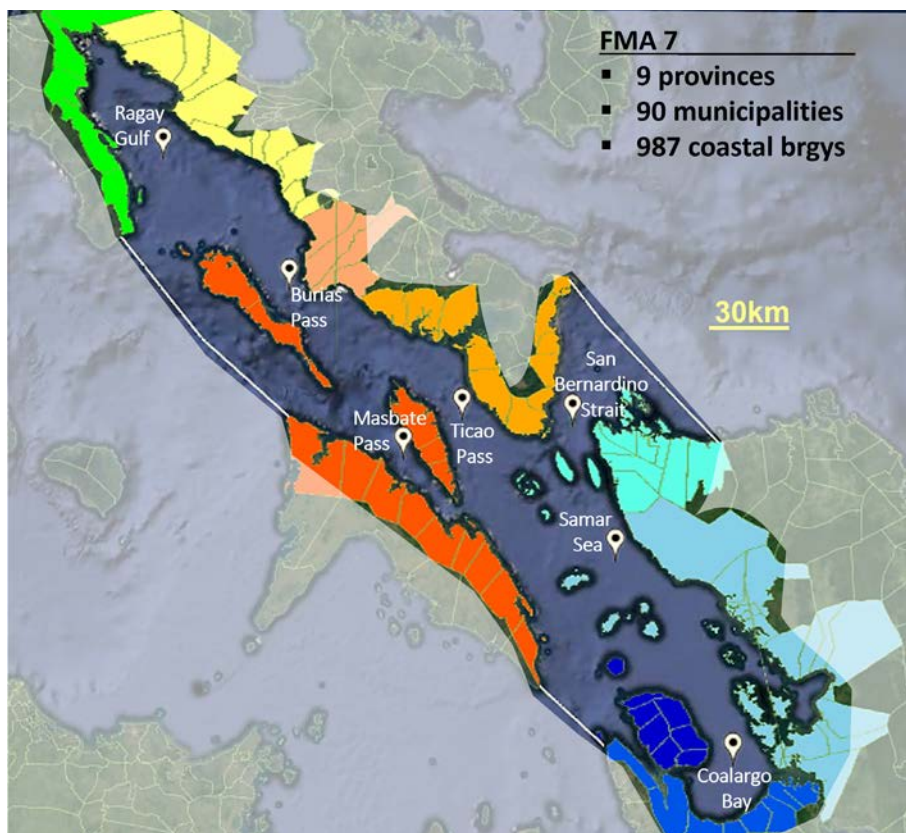 FMA 7
▪ 9 provinces
▪ 90 municipalities
▪ 987 coastal brgys
Ragay
Gulf
Burias
Pass
30km
San
Bernardino
Strait
Masbate
Pass
Ticao
Pass
Samar
Sea
Coalargo
Bay